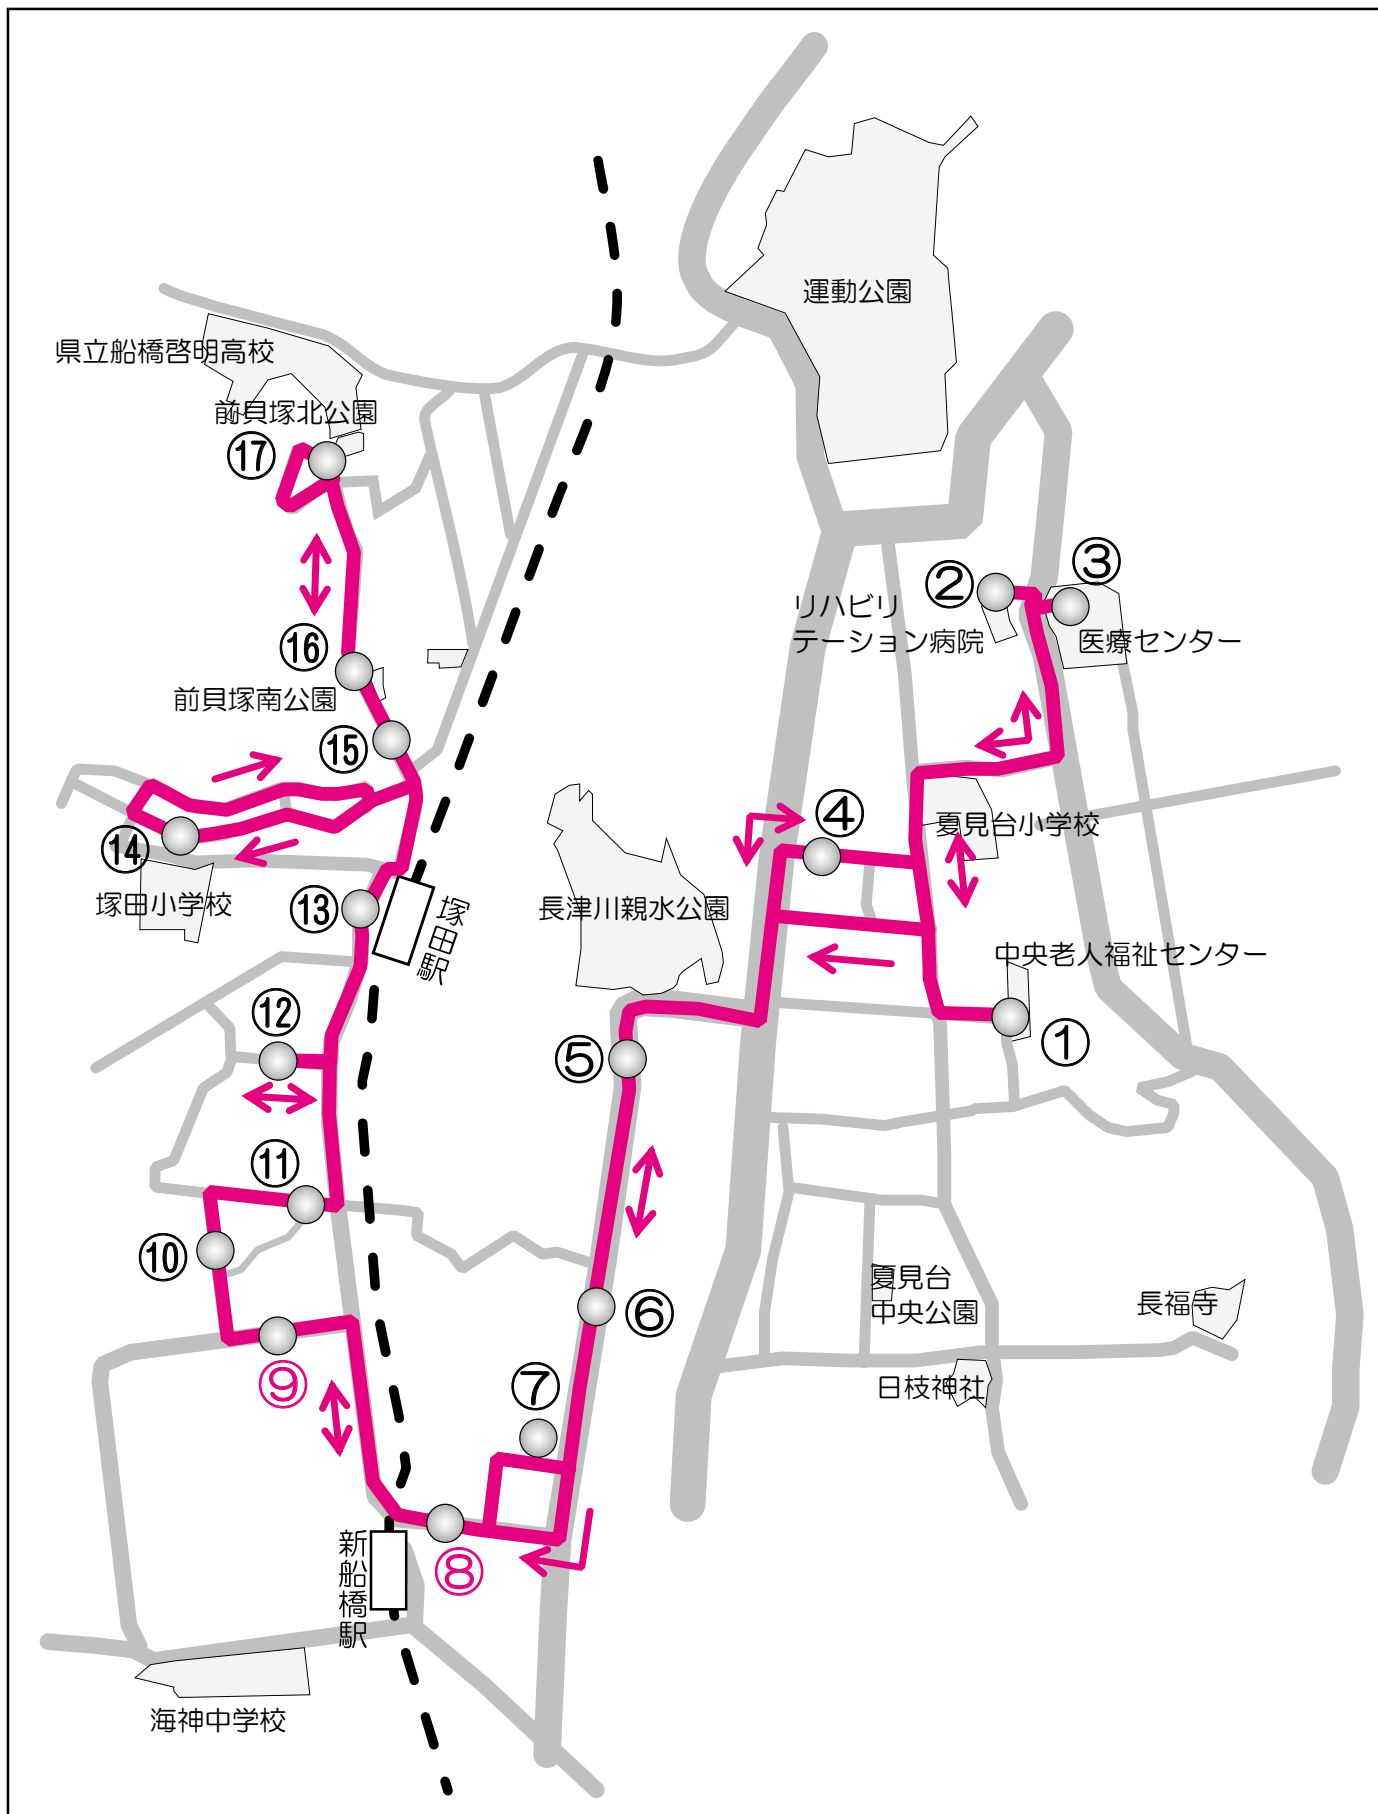 運動公園
県立船橋啓明高校
前貝塚北公園
⑰
②
③
リハビリ
テーション病院
医療センター
⑯
前貝塚南公園
⑮
④
夏見台小学校
⑭
塚田小学校
⑬
塚田駅
長津川親水公園
中央老人福祉センター
①
⑫
⑤
⑪
⑩
⑥
夏見台
中央公園
長福寺
⑨
⑦
日枝神社
⑧
新船橋駅
海神中学校